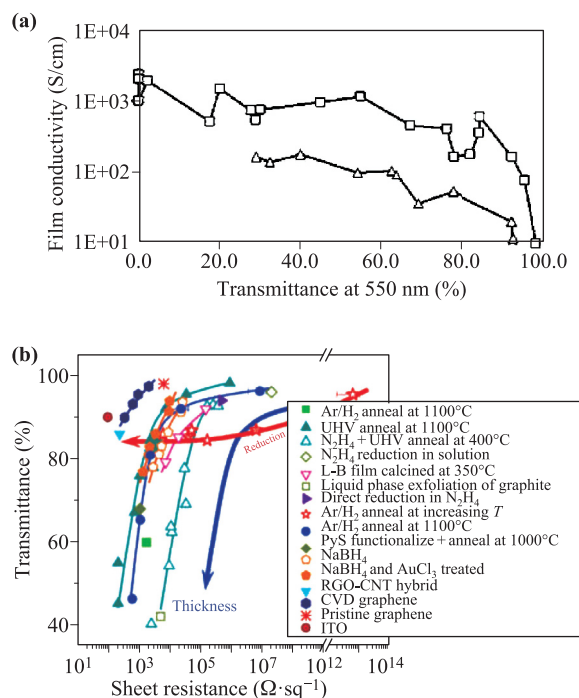 (a)
1E+04
1E+03
1E+02
1E+01
Film conductivity (S/cm)
0.0 20.0 40.0 60.0 80.0 100.0
Transmittance at 550 nm (%)
(b)
100
80
60
40
Transmittance (%)
Reduction
Thickness
Ar/H2 anneal at 1100°C
UHV anneal at 1100°C
N2H4 + UHV anneal at 400°C
N2H4 reduction in solution
L-B film calcined at 350°C
Liquid phase exfoliation of graphite
Direct reduction in N2H4
Ar/H2 anneal at increasing T
Ar/H2 anneal at 1100°C
PyS functionalize + anneal at 1000°C
NaBH4
NaBH4 and AuCl3 treated
RGO-CNT hybrid
CVD graphene
Pristine graphene
ITO
10^1 10^3 10^5 10^7 10^12 10^14
Sheet resistance (Ω·sq^−1)